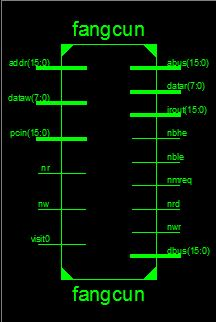 fangcun
addr(15:0)
abus(15:0)
datar(7:0)
dataw(7:0)
irout(15:0)
pcin(15:0)
nbhe
nble
nr
nmreq
nw
nrd
nwr
visit0
dbus(15:0)
fangcun